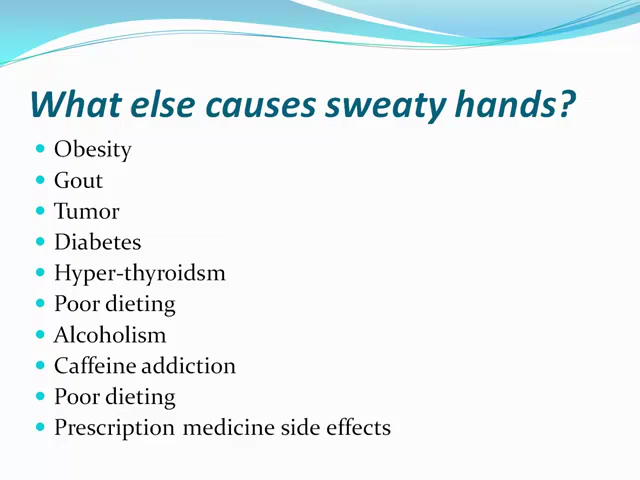 What else causes sweaty hands?
Obesity
Gout
Tumor
Diabetes
Hyper-thyroidsm
Poor dieting
Alcoholism
Caffeine addiction
Poor dieting
Prescription medicine side effects